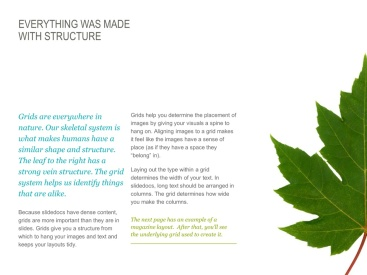 EVERYTHING WAS MADE
WITH STRUCTURE
Grids are everywhere in
nature. Our skeletal system is
what makes humans have a
similar shape and structure.
The leaf to the right has a
strong vein structure. The grid
system helps us identify things
that are alike.
Because slidedocs have dense content,
grids are more important than they are in
slides. Grids give you a structure from
which to hang your images and text and
keeps your layouts tidy.
Grids help you determine the placement of
images by giving your visuals a spine to
hang on. Aligning images to a grid makes
it feel like the images have a sense of
place (as if they have a space they
"belong" in).
Laying out the type within a grid
determines the width of your text. In
slidedocs, long text should be arranged in
columns. The grid determines how wide
you make the columns.
The next page has an example of a
magazine layout. After that, you'll see
the underlying grid used to create it.